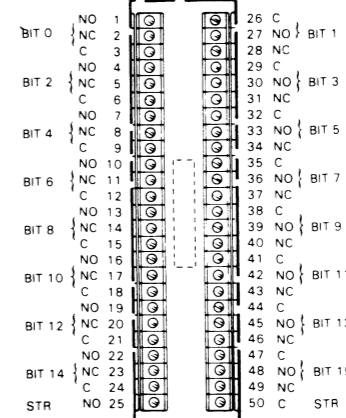 NO 1
BIT 0 { NC 2
C 3
NO 4
BIT 2 { NC 5
C 6
NO 7
BIT 4 { NC 8
C 9
NO 10
BIT 6 { NC 11
C 12
NO 13
BIT 8 { NC 14
C 15
NO 16
BIT 10 { NC 17
C 18
NO 19
BIT 12 { NC 20
C 21
NO 22
BIT 14 { NC 23
C 24
STR NO 25
26 C
27 NO } BIT 1
28 NC
29 C
30 NO } BIT 3
31 NC
32 C
33 NO } BIT 5
34 NC
35 C
36 NO } BIT 7
37 NC
38 C
39 NO } BIT 9
40 NC
41 C
42 NO } BIT 11
43 NC
44 C
45 NO } BIT
46 NC
47 C
48 NO } BIT
49 NC
50 C STR